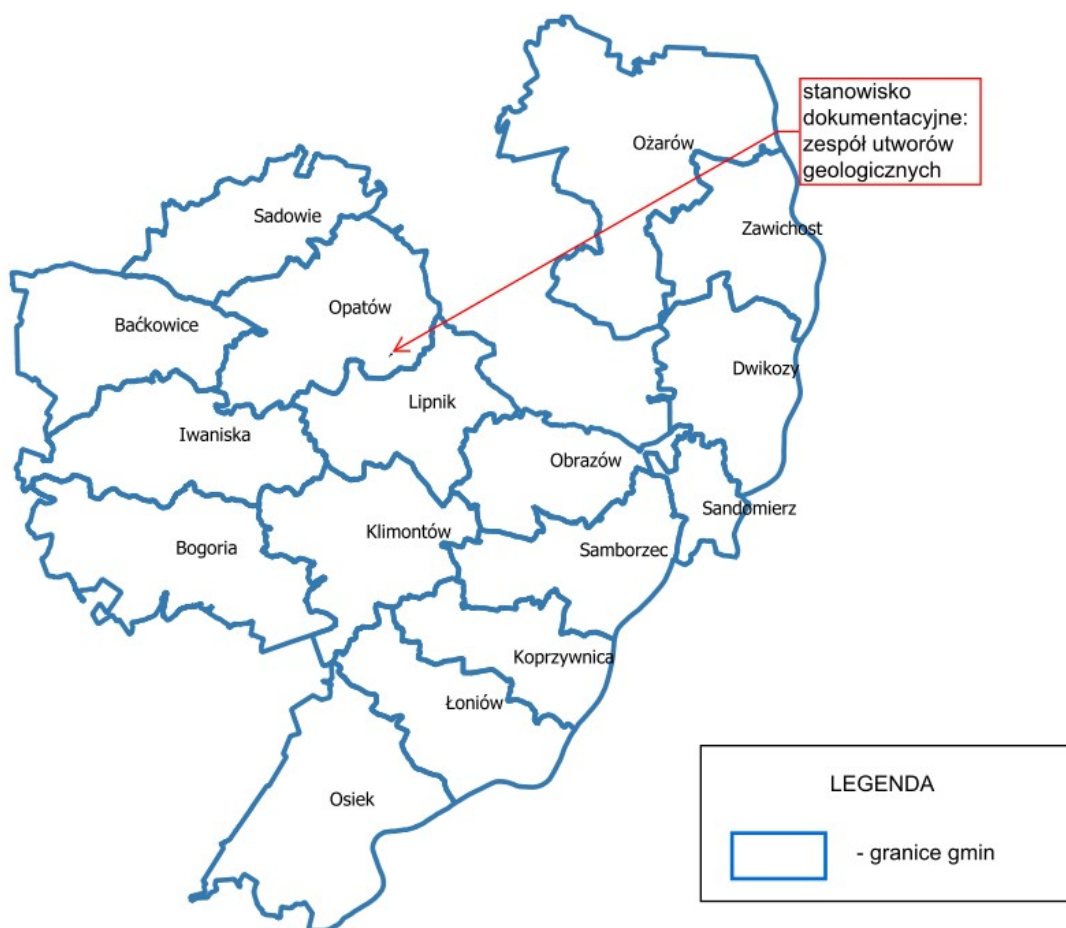 stanowisko
dokumentacyjne:
zespół utworów
geologicznych
Ożarów
Sadowie
Zawichost
Opatów
Baćkowice
Dwikozy
Lipnik
Iwaniska
Obrazów
Sandomierz
Klimontów
Bogoria
Samborzec
Koprzywnica
Łoniów
Osiek
LEGENDA
- granice gmin